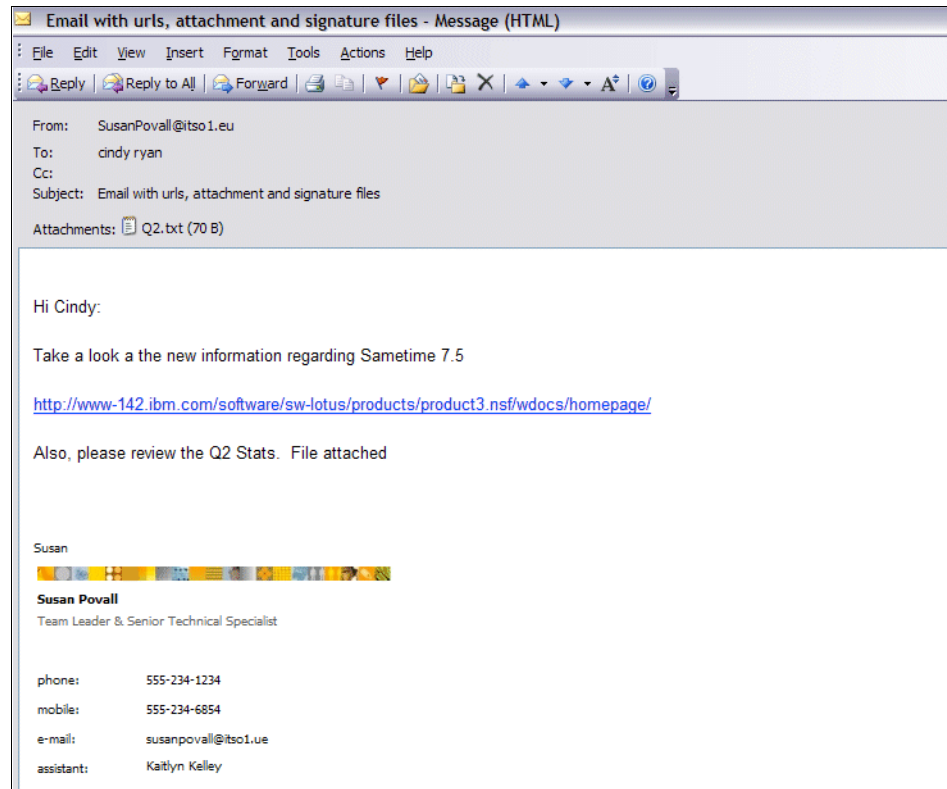 Email with urls, attachment and signature files - Message (HTML)
File Edit View Insert Format Tools Actions Help
Reply Reply to All Forward A
From: SusanPovall@itso1.eu
To: cindy ryan
Cc:
Subject: Email with urls, attachment and signature files
Attachments: Q2.txt (70 B)
Hi Cindy:
Take a look a the new information regarding Sametime 7.5
http://www-142.ibm.com/software/sw-lotus/products/product3.nsf/wdocs/homepage/
Also, please review the Q2 Stats. File attached
Susan
Susan Povall
Team Leader & Senior Technical Specialist
phone: 555-234-1234
mobile: 555-234-6854
e-mail: susanpovall@itso1.ue
assistant: Kaitlyn Kelley